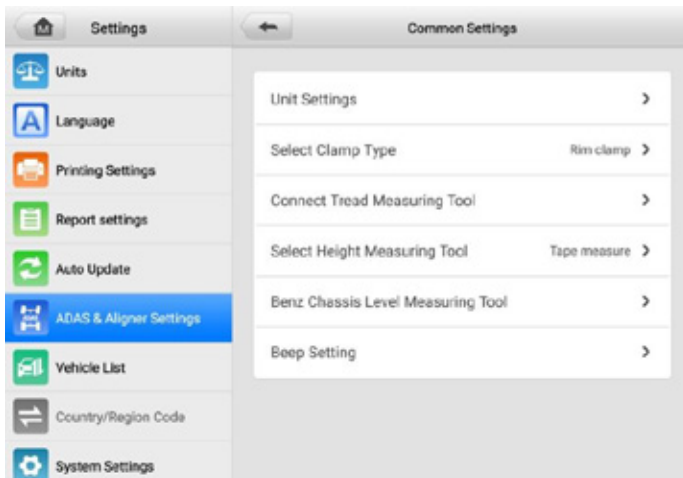 Settings
Common Settings
Units
Language
Printing Settings
Report settings
Auto Update
ADAS & Aligner Settings
Vehicle List
Country/Region Code
System Settings
Unit Settings
Select Clamp Type Rim clamp
Connect Tread Measuring Tool
Select Height Measuring Tool Tape measure
Benz Chassis Level Measuring Tool
Beep Setting